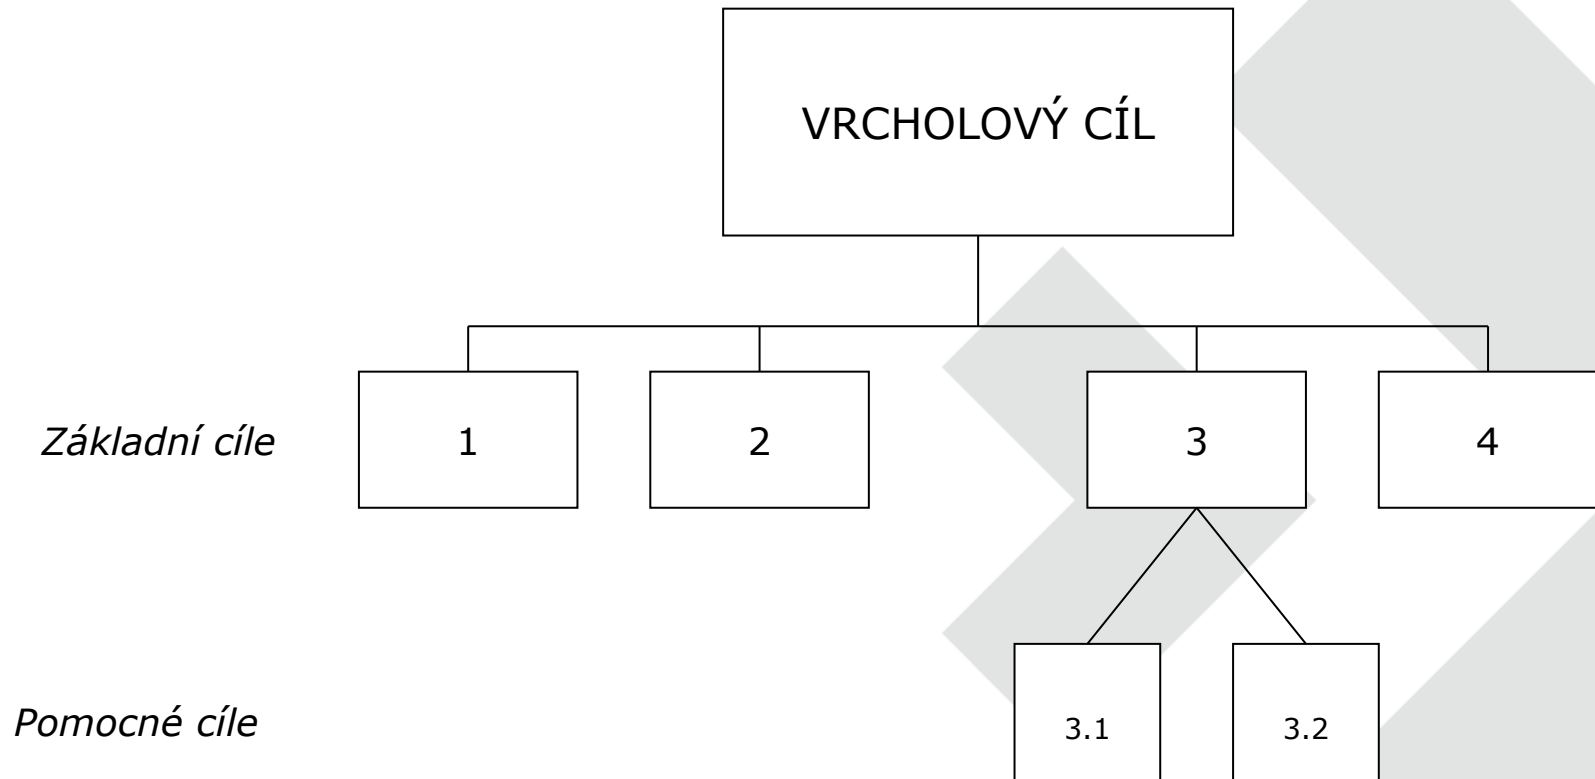 VRCHOLOVÝ CÍL
Základní cíle
1
2
3
4
Pomocné cíle
3.1
3.2